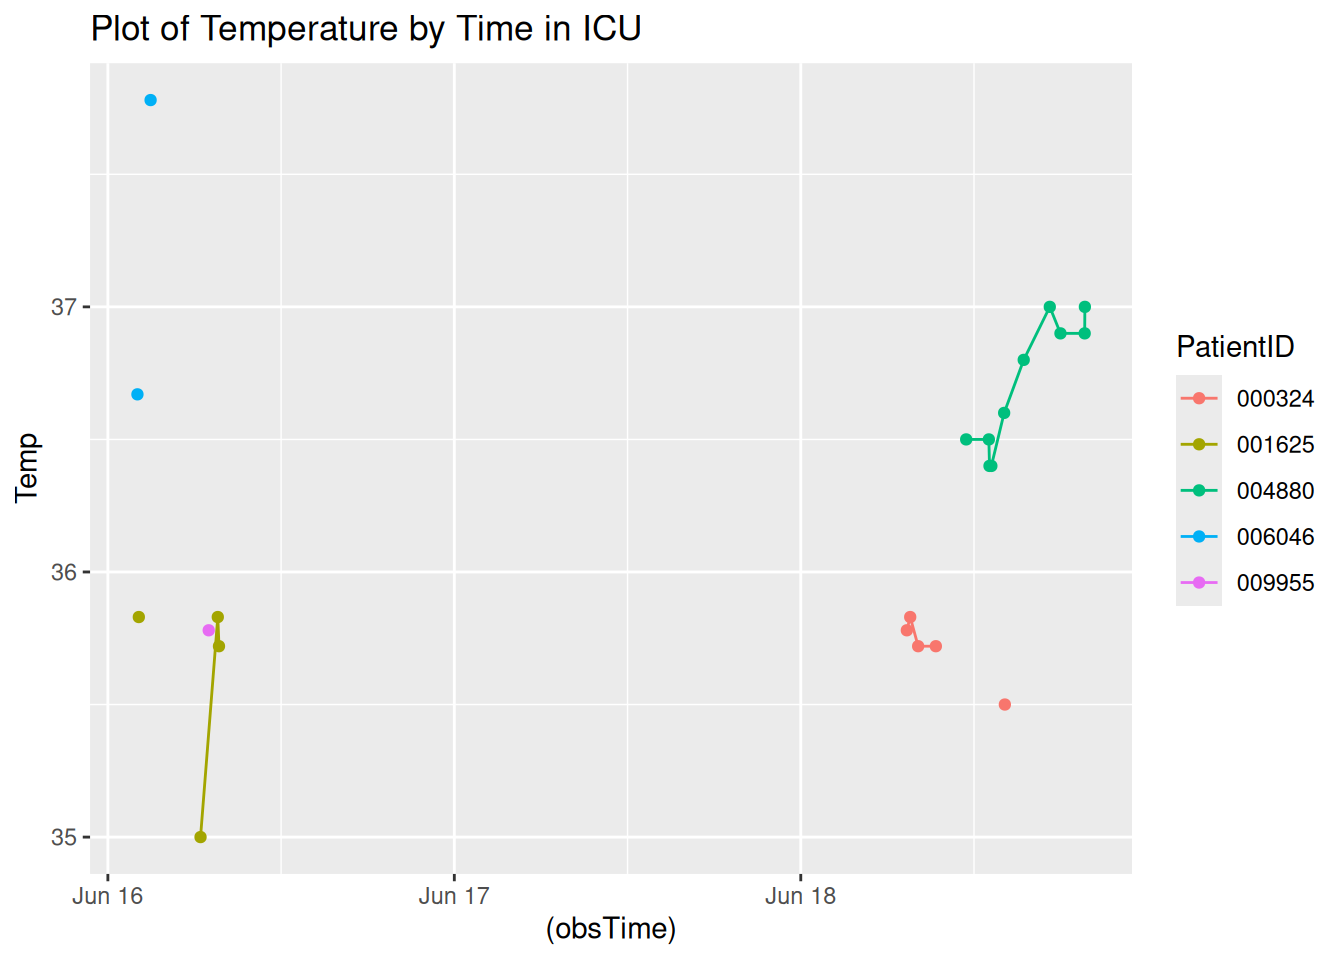 Plot of Temperature by Time in ICU
37
36
35
Temp
Jun 16
Jun 17
Jun 18
(obsTime)
PatientID
000324
001625
004880
006046
009955